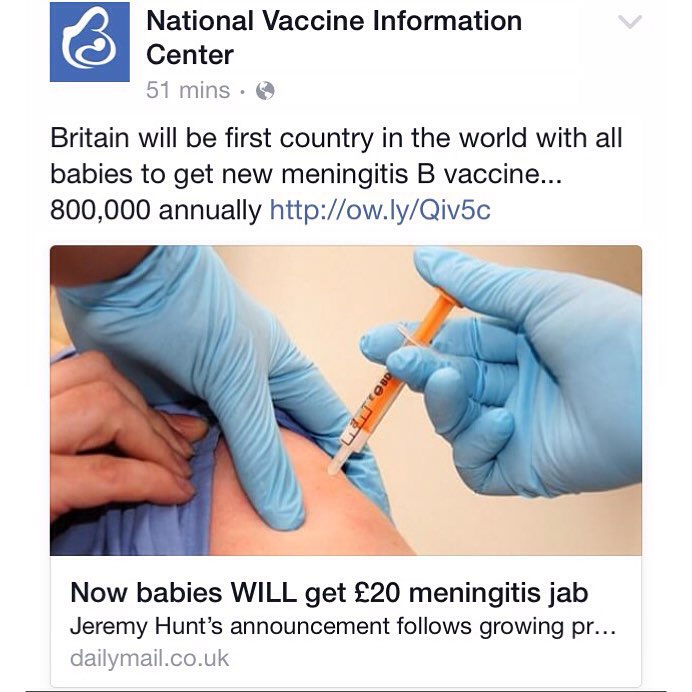 National Vaccine Information
Center
51 mins ·
Britain will be first country in the world with all
babies to get new meningitis B vaccine...
800,000 annually http://ow.ly/Qiv5c
Now babies WILL get £20 meningitis jab
Jeremy Hunt's announcement follows growing pr...
dailymail.co.uk